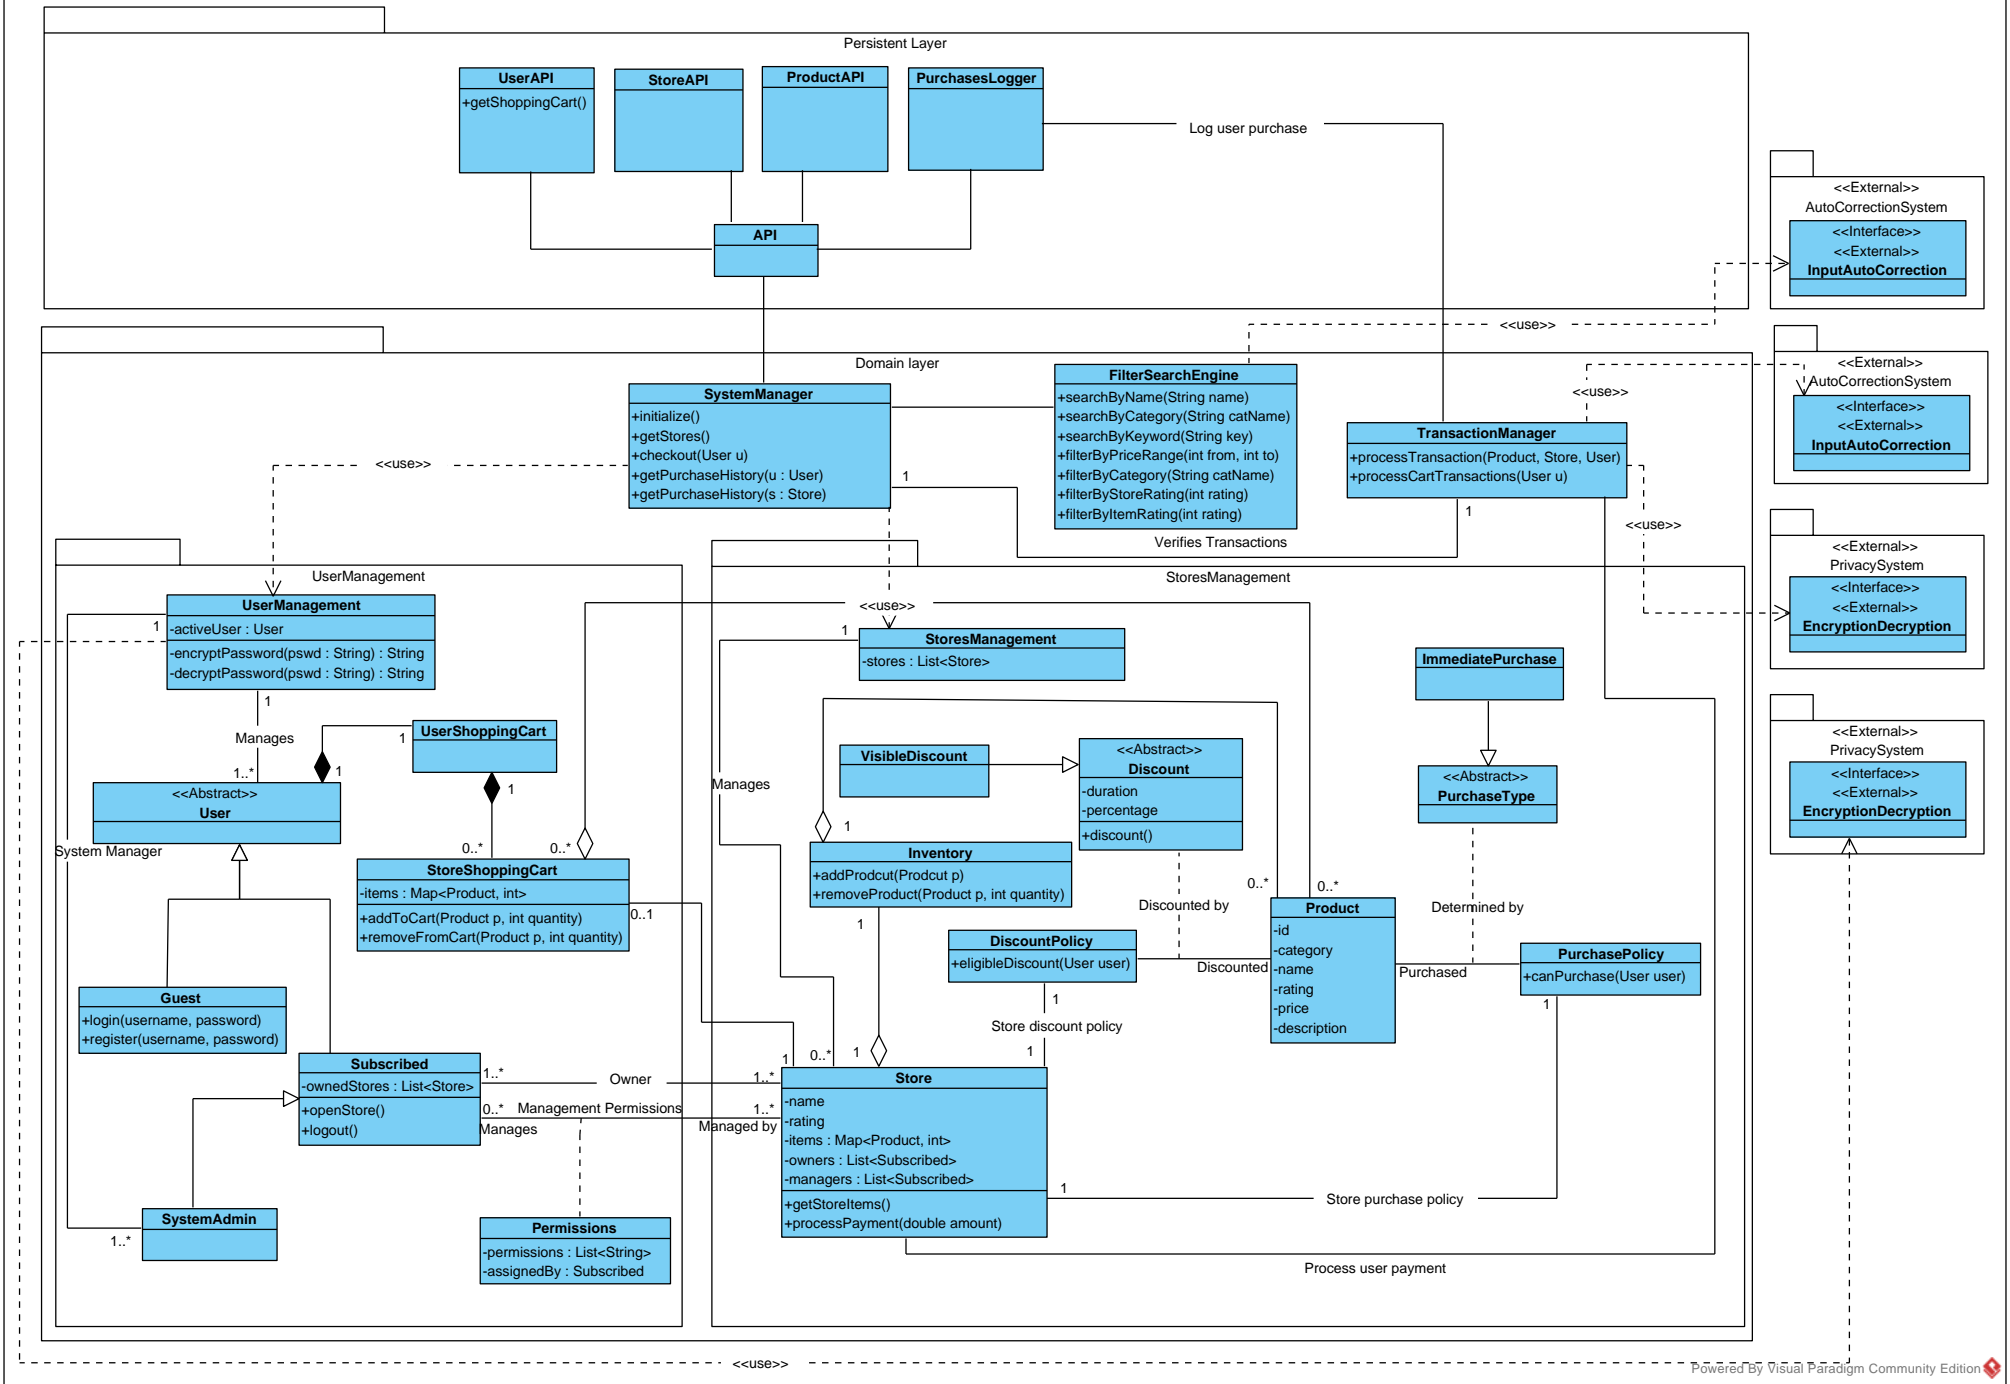 Persistent Layer
UserAPI
+getShoppingCart()
StoreAPI
ProductAPI
PurchasesLogger
Log user purchase
API
<<External>>
AutoCorrectionSystem
<<Interface>>
<<External>>
InputAutoCorrection
<<use>>
Domain layer
SystemManager
+initialize()
+getStores()
+checkout(User u)
+getPurchaseHistory(u : User)
+getPurchaseHistory(s : Store)
<<use>>
1
FilterSearchEngine
+searchByName(String name)
+searchByCategory(String catName)
+searchByKeyword(String key)
+filterByPriceRange(int from, int to)
+filterByCategory(String catName)
+filterByStoreRating(int rating)
+filterByItemRating(int rating)
TransactionManager
+processTransaction(Product, Store, User)
+processCartTransactions(User u)
1
<<use>>
<<use>>
Verifies Transactions
<<External>>
AutoCorrectionSystem
<<Interface>>
<<External>>
InputAutoCorrection
<<External>>
PrivacySystem
<<Interface>>
<<External>>
EncryptionDecryption
<<External>>
PrivacySystem
<<Interface>>
<<External>>
EncryptionDecryption
UserManagement
UserManagement
-activeUser : User
-encryptPassword(pswd : String) : String
-decryptPassword(pswd : String) : String
1
1
Manages
1..*
<<Abstract>>
User
1
1
UserShoppingCart
1
0..*
0..*
System Manager
StoreShoppingCart
-items : Map<Product, int>
+addToCart(Product p, int quantity)
+removeFromCart(Product p, int quantity)
0..1
Guest
+login(username, password)
+register(username, password)
Subscribed
-ownedStores : List<Store>
+openStore()
+logout()
1..*
Owner
1..*
0..*
Management Permissions
1..*
Manages
Managed by
SystemAdmin
1..*
Permissions
-permissions : List<String>
-assignedBy : Subscribed
StoresManagement
<<use>>
1
StoresManagement
-stores : List<Store>
Manages
ImmediatePurchase
VisibleDiscount
<<Abstract>>
Discount
-duration
-percentage
+discount()
<<Abstract>>
PurchaseType
1
Inventory
+addProdcut(Prodcut p)
+removeProduct(Product p, int quantity)
1
0..*
0..*
Discounted by
Determined by
Product
-id
-category
-name
-rating
-price
-description
DiscountPolicy
+eligibleDiscount(User user)
Discounted
Purchased
PurchasePolicy
+canPurchase(User user)
1
1
Store discount policy
1
1
0..*
1
Store
-name
-rating
-items : Map<Product, int>
-owners : List<Subscribed>
-managers : List<Subscribed>
+getStoreItems()
+processPayment(double amount)
1
Store purchase policy
Process user payment
<<use>>
Powered By Visual Paradigm Community Edition